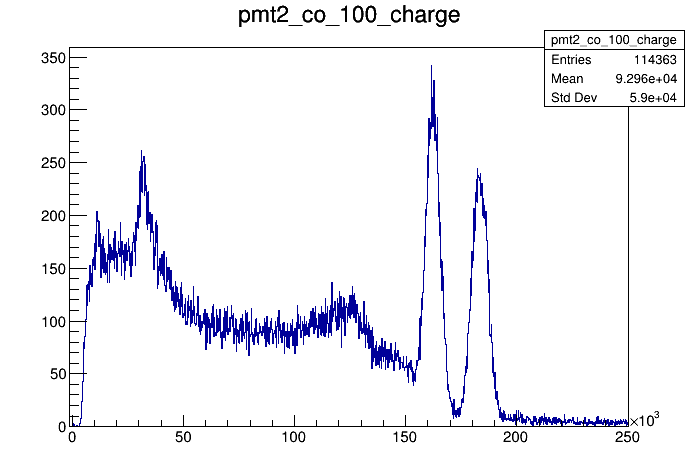 pmt2_co_100_charge
pmt2_co_100_charge
Entries 114363
Mean 9.296e+04
Std Dev 5.9e+04
350
300
250
200
150
100
50
0
0 50 100 150 200 250
×10³